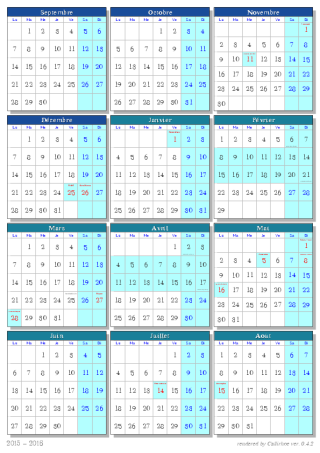 Septembre
Lu Ma Me Je Ve Sa Di
1 2 3 4 5 6
7 8 9 10 11 12 13
14 15 16 17 18 19 20
21 22 23 24 25 26 27
28 29 30
Octobre
Lu Ma Me Je Ve Sa Di
1 2 3 4
5 6 7 8 9 10 11
12 13 14 15 16 17 18
19 20 21 22 23 24 25
26 27 28 29 30 31
Novembre
Lu Ma Me Je Ve Sa Di
1
2 3 4 5 6 7 8
9 10 11 12 13 14 15
16 17 18 19 20 21 22
23 24 25 26 27 28 29
30
Décembre
Lu Ma Me Je Ve Sa Di
1 2 3 4 5 6
7 8 9 10 11 12 13
14 15 16 17 18 19 20
21 22 23 24 25 26 27
28 29 30 31
Janvier
Lu Ma Me Je Ve Sa Di
1 2 3
4 5 6 7 8 9 10
11 12 13 14 15 16 17
18 19 20 21 22 23 24
25 26 27 28 29 30 31
Février
Lu Ma Me Je Ve Sa Di
1 2 3 4 5 6 7
8 9 10 11 12 13 14
15 16 17 18 19 20 21
22 23 24 25 26 27 28
29
Mars
Lu Ma Me Je Ve Sa Di
1 2 3 4 5 6
7 8 9 10 11 12 13
14 15 16 17 18 19 20
21 22 23 24 25 26 27
28 29 30 31
Avril
Lu Ma Me Je Ve Sa Di
1 2 3
4 5 6 7 8 9 10
11 12 13 14 15 16 17
18 19 20 21 22 23 24
25 26 27 28 29 30
Mai
Lu Ma Me Je Ve Sa Di
1
2 3 4 5 6 7 8
9 10 11 12 13 14 15
16 17 18 19 20 21 22
23 24 25 26 27 28 29
30 31
Juin
Lu Ma Me Je Ve Sa Di
1 2 3 4 5
6 7 8 9 10 11 12
13 14 15 16 17 18 19
20 21 22 23 24 25 26
27 28 29 30
Juillet
Lu Ma Me Je Ve Sa Di
1 2 3
4 5 6 7 8 9 10
11 12 13 14 15 16 17
18 19 20 21 22 23 24
25 26 27 28 29 30 31
Août
Lu Ma Me Je Ve Sa Di
1 2 3 4 5 6 7
8 9 10 11 12 13 14
15 16 17 18 19 20 21
22 23 24 25 26 27 28
29 30 31
2015 – 2016
rendered by ver. 0.4.2